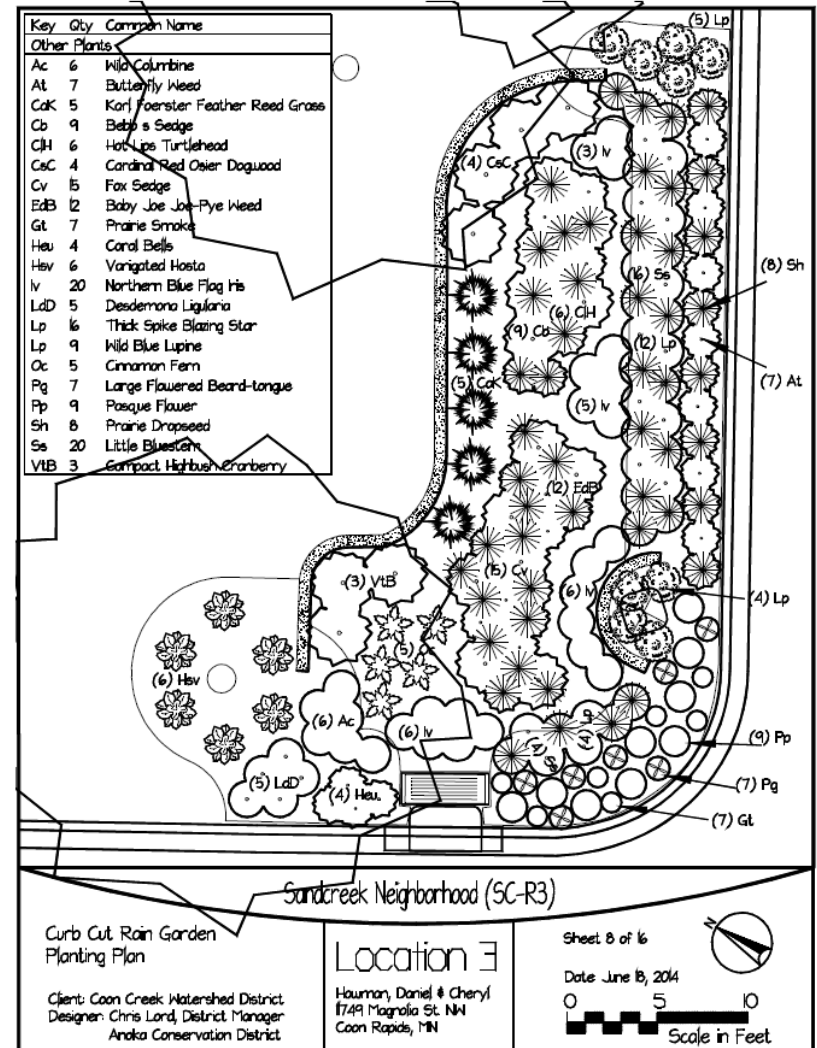 Key Qty Common Name
Other Plants
Ac 6 Wild Columbine
At 7 Butterfly Weed
CaK 5 Karl Foerster Feather Reed Grass
Cb 9 Bebb's Sedge
ClH 6 Hot Lips Turtlehead
CsC 4 Cardinal Red Osier Dogwood
Cv 15 Fox Sedge
EdB 12 Baby Joe Joe-Pye Weed
Gt 7 Prairie Smoke
Heu 4 Coral Bells
Hsv 6 Varigated Hosta
Iv 20 Northern Blue Flag Iris
LdD 5 Desdemona Ligularia
Lp 16 Thick Spike Blazing Star
Lp 9 Wild Blue Lupine
Oc 5 Cinnamon Fern
Pg 7 Large Flowered Beard-tongue
Pp 9 Pasque Flower
Sh 8 Prairie Dropseed
Ss 20 Little Bluestem
VtB 3 Compact Highbush Cranberry
(5) Lp
(4) CsC
(3) Iv
(8) Sh
(16) Ss
(6) ClH
(9) Cb
(12) Lp
(7) At
(5) CaK
(5) Iv
(12) EdB
(15) Cv
(3) VtB
(6) Iv
(4) Lp
(6) Hsv
(6) Ac
(6) Iv
(4) Ss
(9) Pp
(5) LdD
(4) Heu
(7) Pg
(7) Gt
Sandcreek Neighborhood (SC-R3)
Curb Cut Rain Garden
Planting Plan
Client: Coon Creek Watershed District
Designer: Chris Lord, District Manager
Anoka Conservation District
Location 3
Hawman, Daniel & Cheryl
11749 Magnolia St. NW
Coon Rapids, MN
Sheet 8 of 16
N
Date June 18, 2014
0 5 10
Scale in Feet